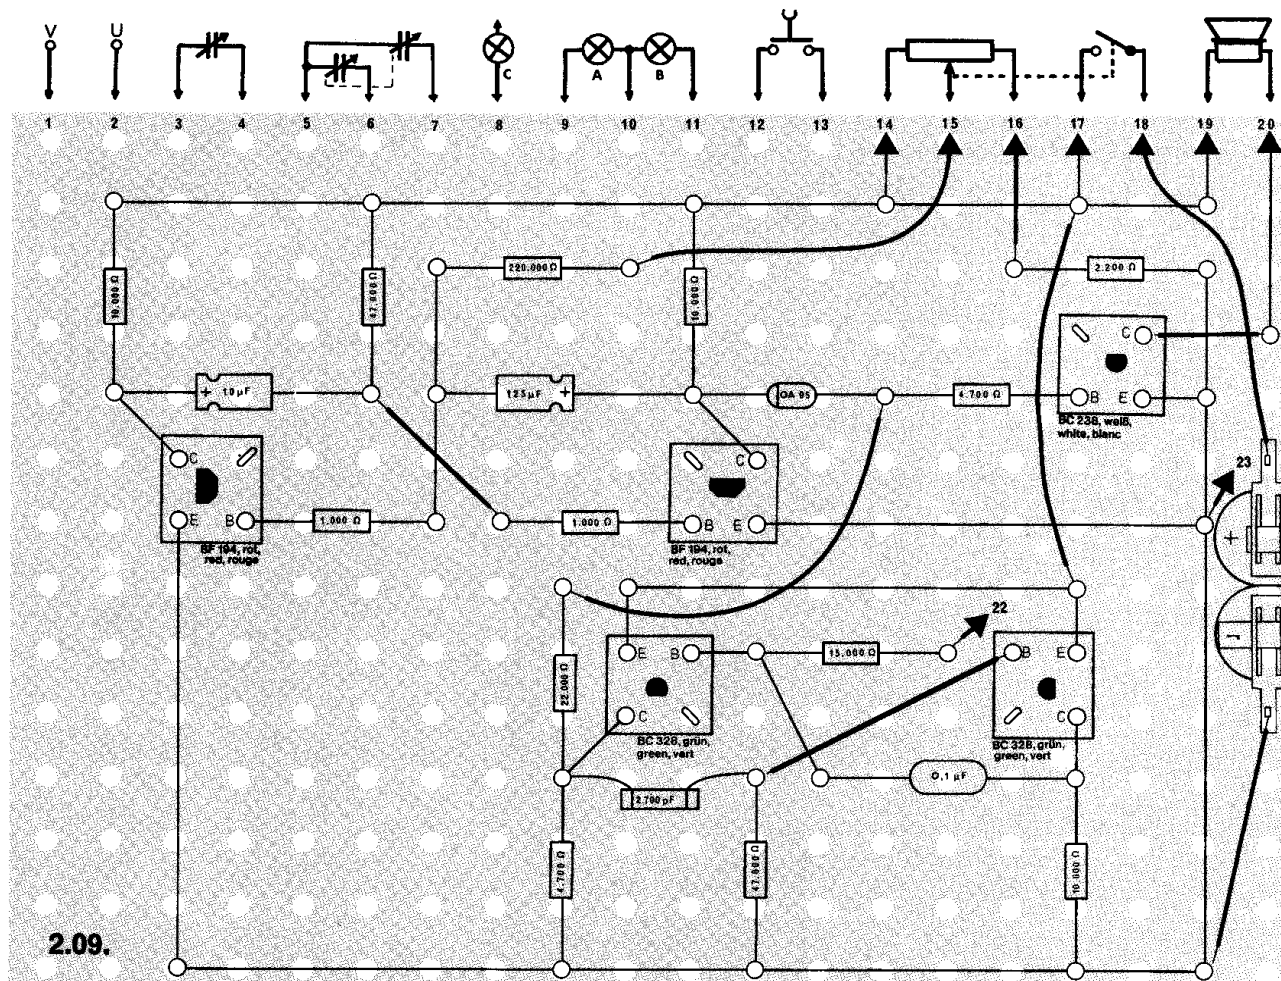 V U
C A B
1 2 3 4 5 6 7 8 9 10 11 12 13 14 15 16 17 18 19 20
10.000 Ω
47.000 Ω
220.000 Ω
10.000 Ω
2.200 Ω
C
B E
BC 238, weiß,
white, blanc
+ 10 µF
125 µF +
OA 95
4.700 Ω
C
E B
BF 194, rot,
red, rouge
1.000 Ω
1.000 Ω
C
B E
BF 194, rot,
red, rouge
23
+
22
22.000 Ω
E B
C
BC 328, grün,
green, vert
15.000 Ω
B E
C
BC 328, grün,
green, vert
2.700 pF
0,1 µF
4.700 Ω
47.000 Ω
10.000 Ω
2.09.